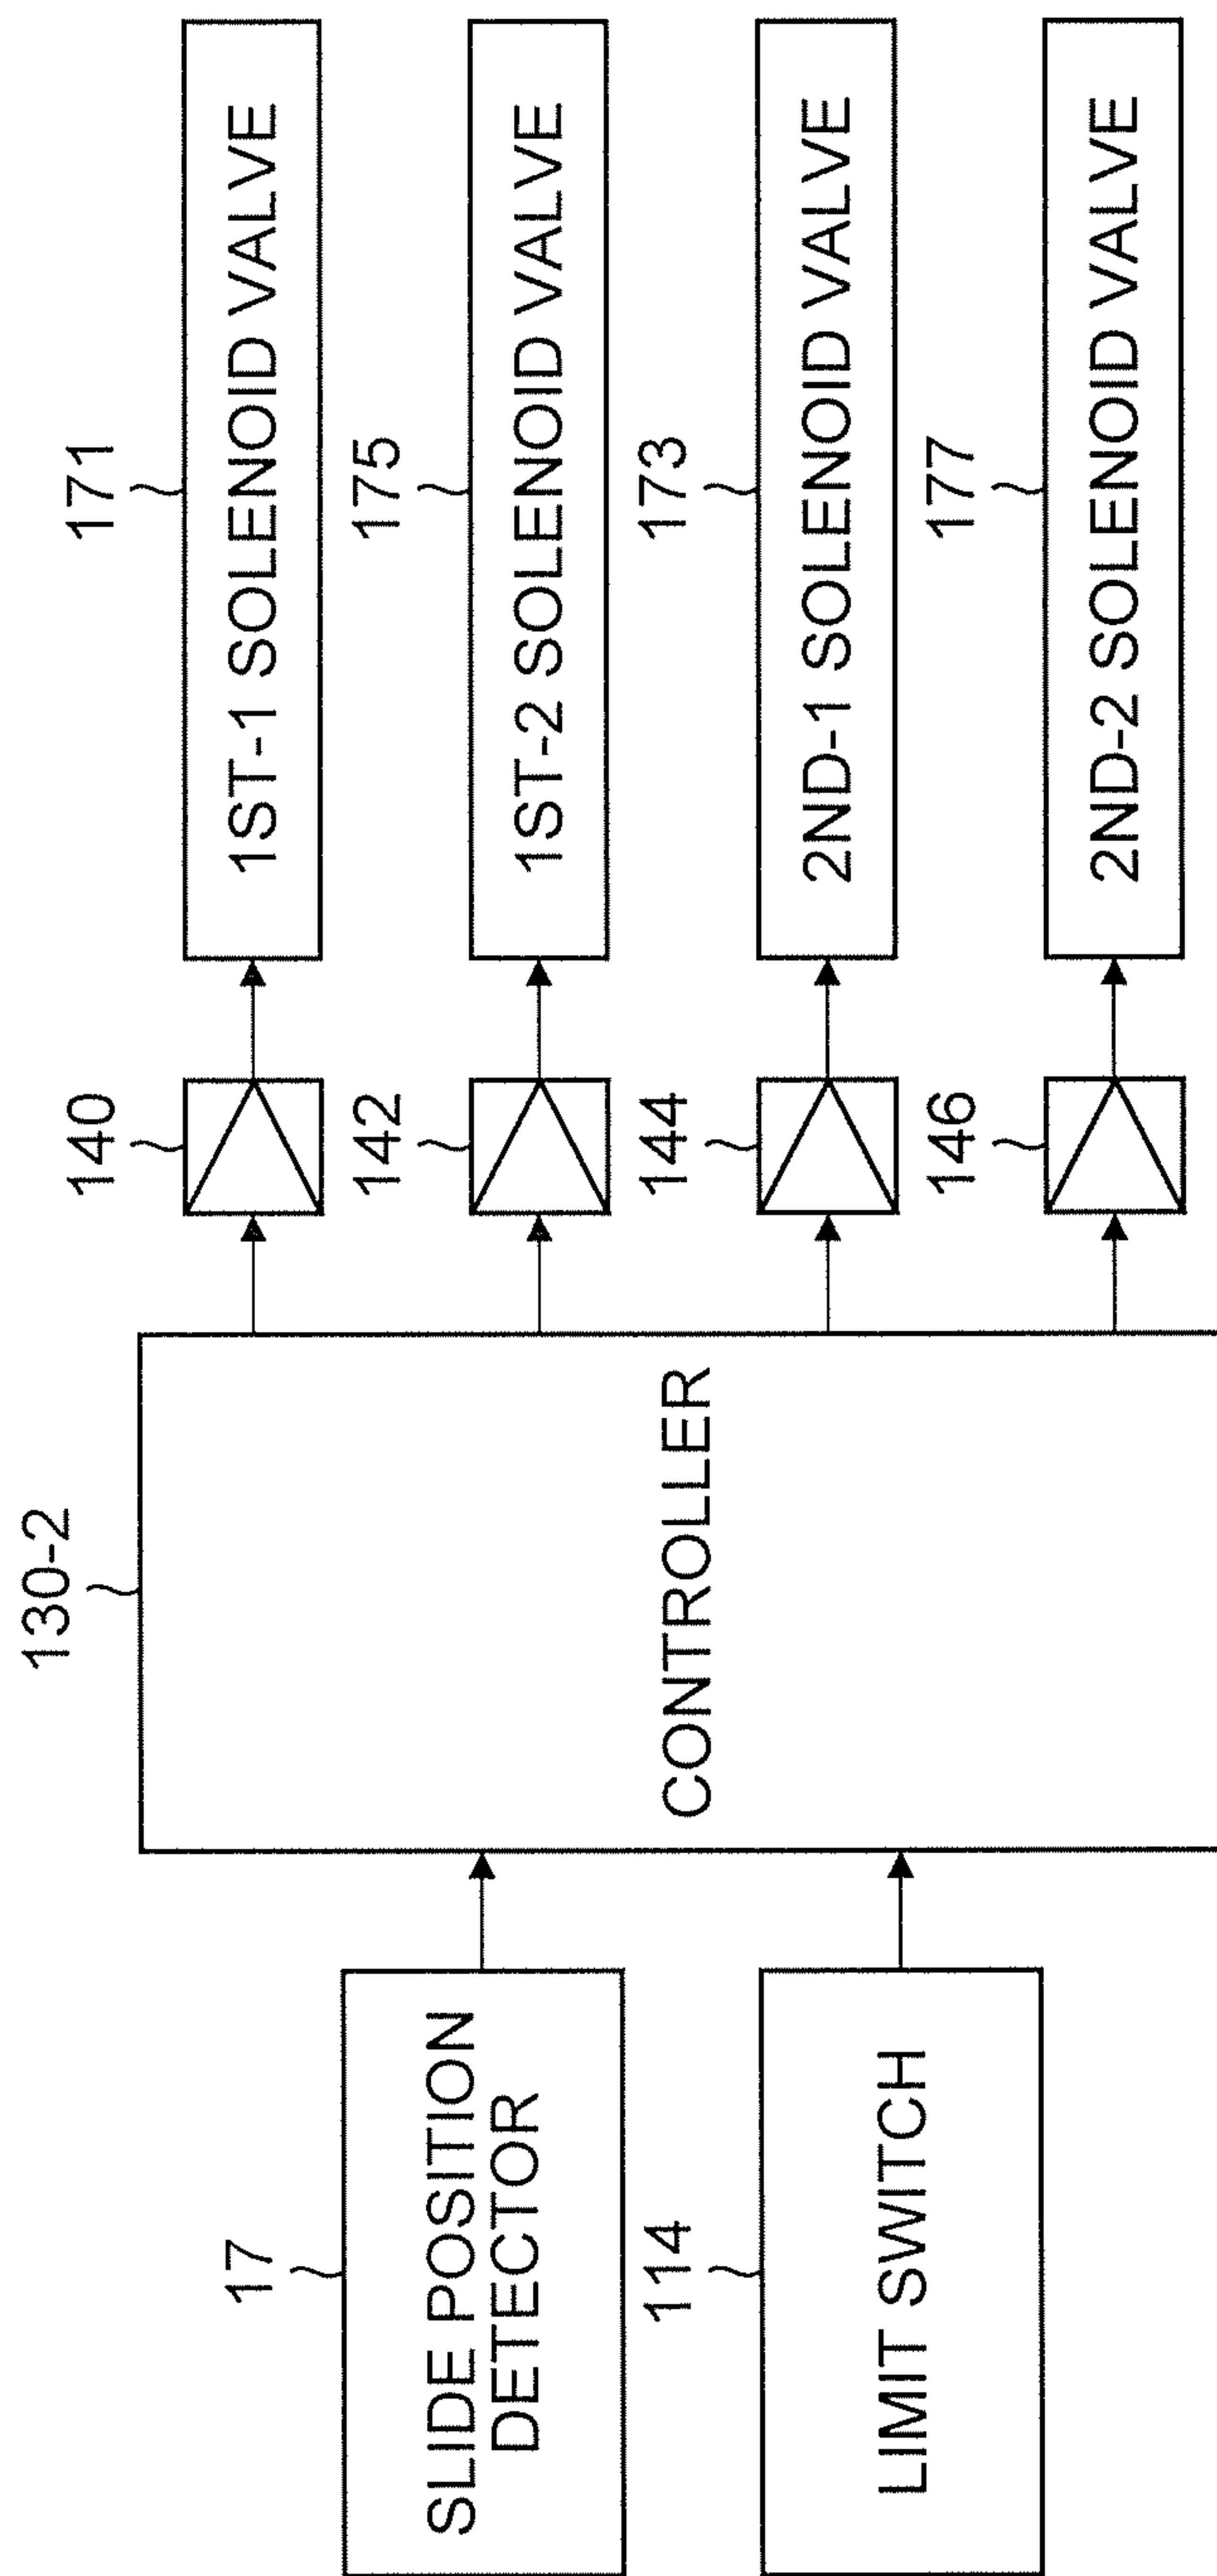 17
SLIDE POSITION
DETECTOR
114
LIMIT SWITCH
130-2
CONTROLLER
140
142
144
146
171
1ST-1 SOLENOID VALVE
175
1ST-2 SOLENOID VALVE
173
2ND-1 SOLENOID VALVE
177
2ND-2 SOLENOID VALVE